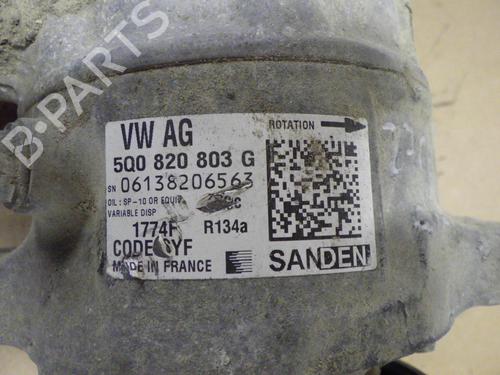 B-PARTS
VW AG
5Q0 820 803 G
SN 06138206563
OIL : SP-10 OR EQUIV
VARIABLE DISP
1774F R134a
CODE
MADE IN FRANCE
ROTATION
SANDEN